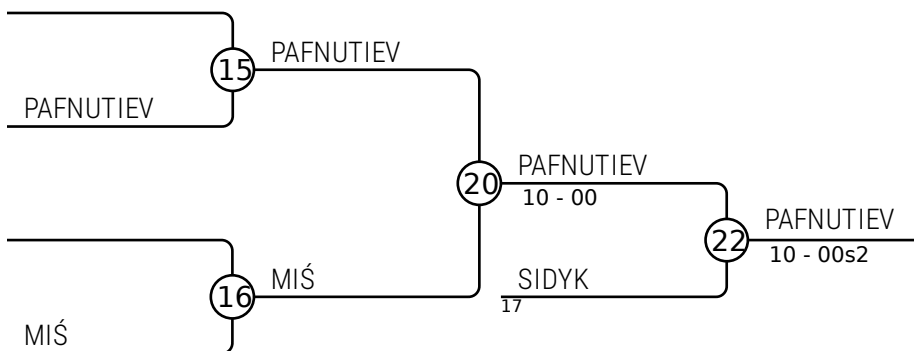 PAFNUTIEV
15
PAFNUTIEV
PAFNUTIEV
20
10 - 00
PAFNUTIEV
22
10 - 00s2
MIŚ
16
SIDYK
17
MIŚ